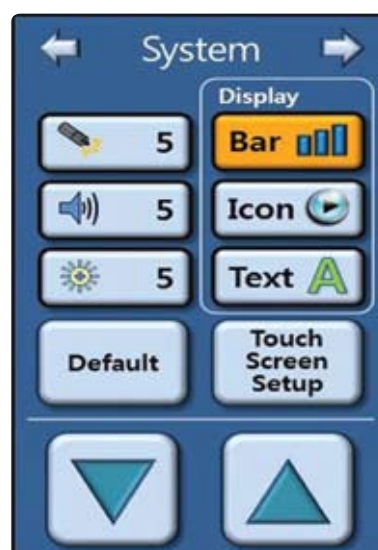 System
Display
5
Bar
5
Icon
5
Text A
Default
Touch
Screen
Setup